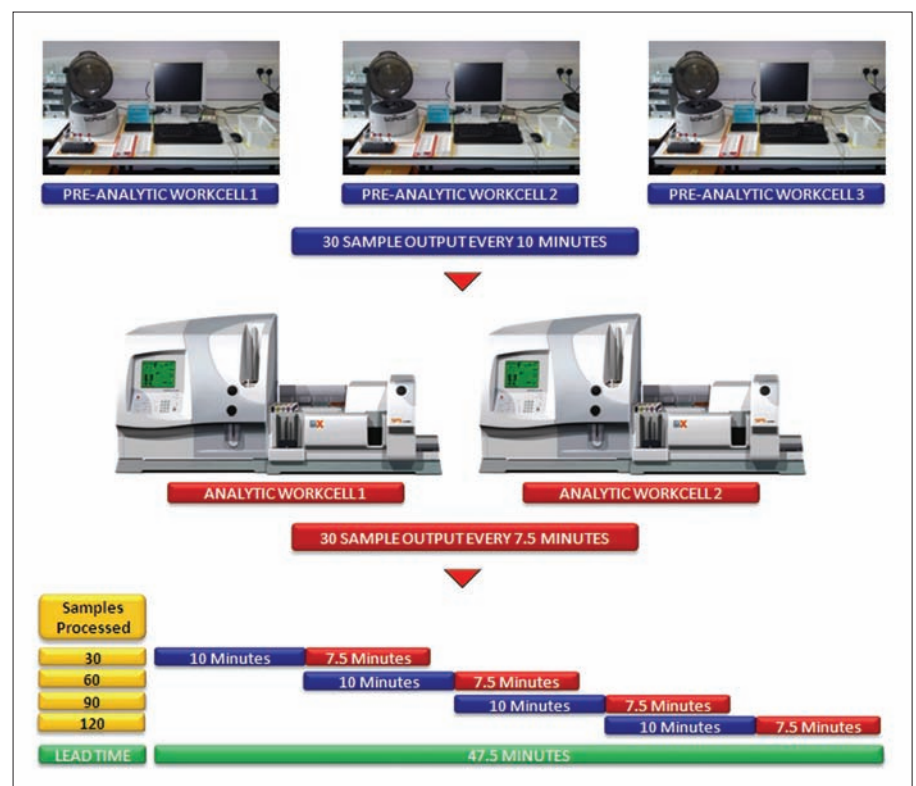 PRE-ANALYTIC WORKCELL 1
PRE-ANALYTIC WORKCELL 2
PRE-ANALYTIC WORKCELL 3
30 SAMPLE OUTPUT EVERY 10 MINUTES
ANALYTIC WORKCELL 1
ANALYTIC WORKCELL 2
30 SAMPLE OUTPUT EVERY 7.5 MINUTES
Samples
Processed
30 10 Minutes 7.5 Minutes
60 10 Minutes 7.5 Minutes
90 10 Minutes 7.5 Minutes
120 10 Minutes 7.5 Minutes
LEAD TIME 47.5 MINUTES